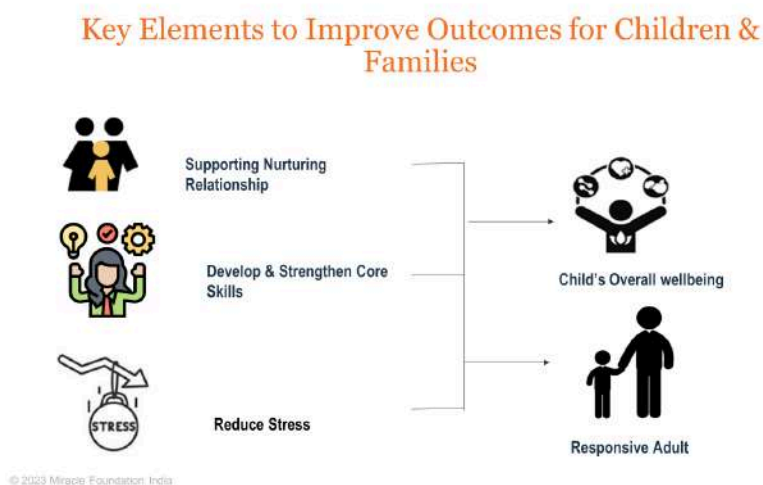 Key Elements to Improve Outcomes for Children &
Families
Supporting Nurturing
Relationship
Develop & Strengthen Core
Skills
STRESS
Reduce Stress
Child's Overall wellbeing
Responsive Adult
© 2023 Miracle Foundation India